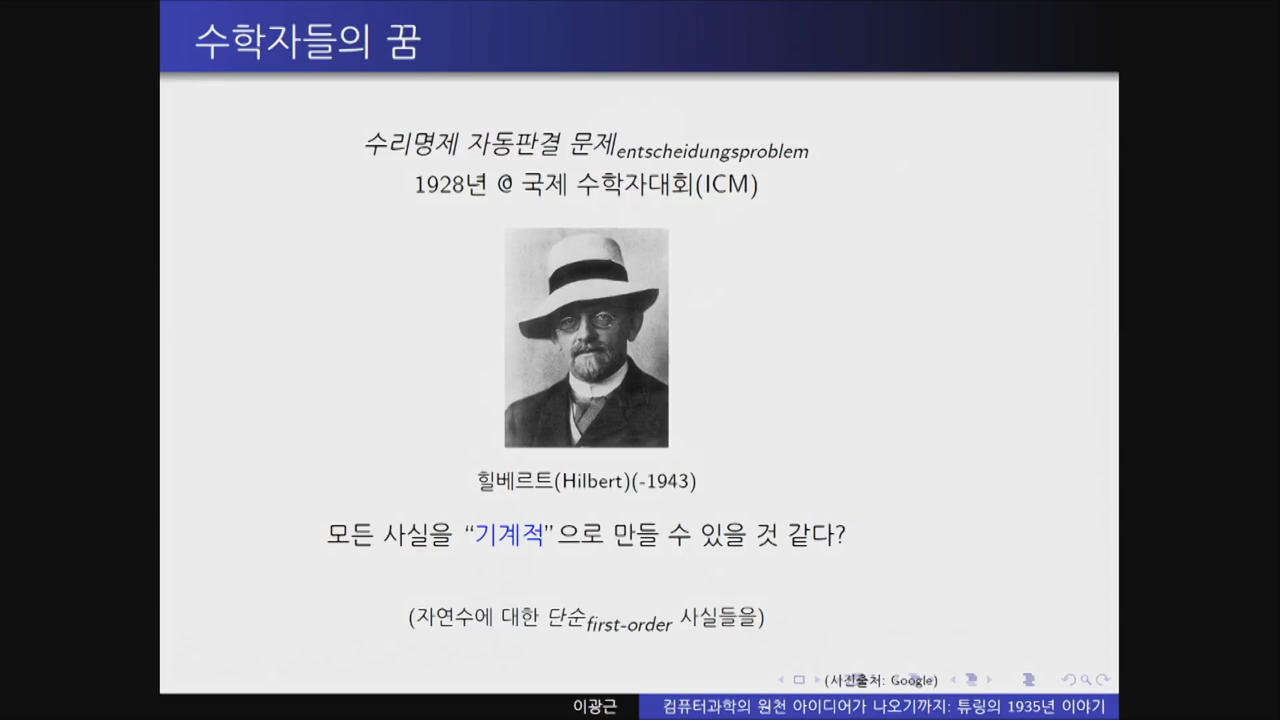 수학자들의 꿈
수리명제 자동판결 문제entscheidungsproblem
1928년 @ 국제 수학자대회(ICM)
힐베르트(Hilbert)(-1943)
모든 사실을 “기계적”으로 만들 수 있을 것 같다?
(자연수에 대한 단순first-order 사실들을)
(사진출처: Google)
이광근
컴퓨터과학의 원천 아이디어가 나오기까지: 튜링의 1935년 이야기